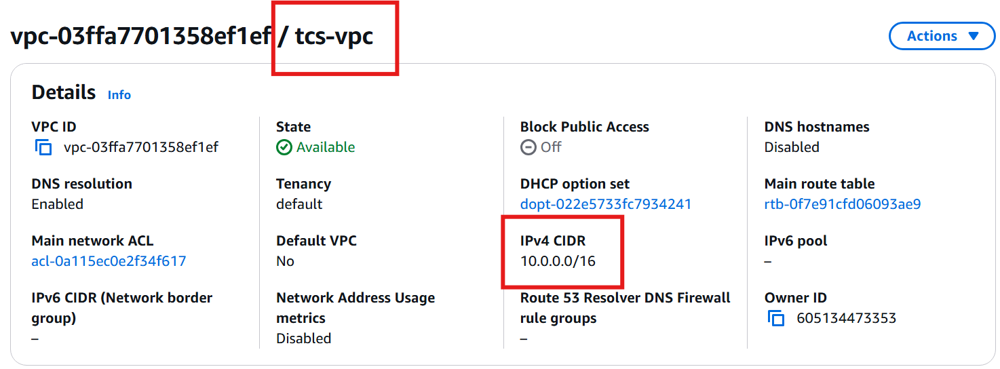 vpc-03ffa7701358ef1ef / tcs-vpc
Actions
Details Info
VPC ID
vpc-03ffa7701358ef1ef
State
Available
Block Public Access
Off
DNS hostnames
Disabled
DNS resolution
Enabled
Tenancy
default
DHCP option set
dopt-022e5733fc7934241
Main route table
rtb-0f7e91cfd06093ae9
Main network ACL
acl-0a115ec0e2f34f617
Default VPC
No
IPv4 CIDR
10.0.0.0/16
IPv6 pool
–
IPv6 CIDR (Network border
group)
–
Network Address Usage
metrics
Disabled
Route 53 Resolver DNS Firewall
rule groups
–
Owner ID
605134473353